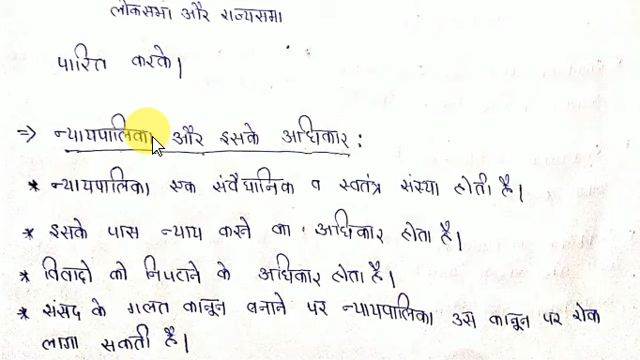 लोकसभा और राज्यसभा
पारित करके।
⇒ न्यायपालिका और इसके अधिकार :
* न्यायपालिका एक संवैधानिक व स्वतंत्र संस्था होती है।
* इसके पास न्याय करने का अधिकार होता है।
* विवादो को निपटाने के अधिकार होता है।
* संसद के गलत कानून बनाने पर न्यायपालिका उस कानून पर रोक
लागा सकती है।